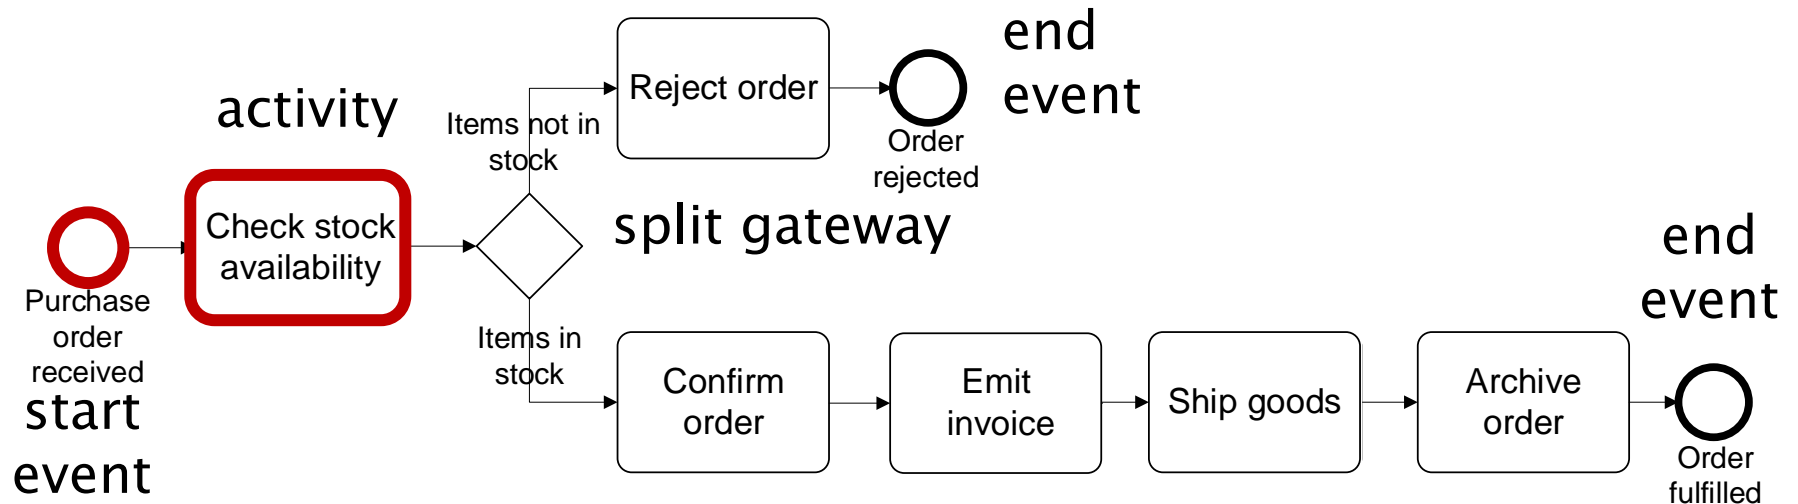 end
event
Reject order
activity
Items not in
stock
Order
rejected
Check stock
availability
split gateway
end
event
Purchase
order
received
start
event
Items in
stock
Confirm
order
Emit
invoice
Ship goods
Archive
order
Order
fulfilled